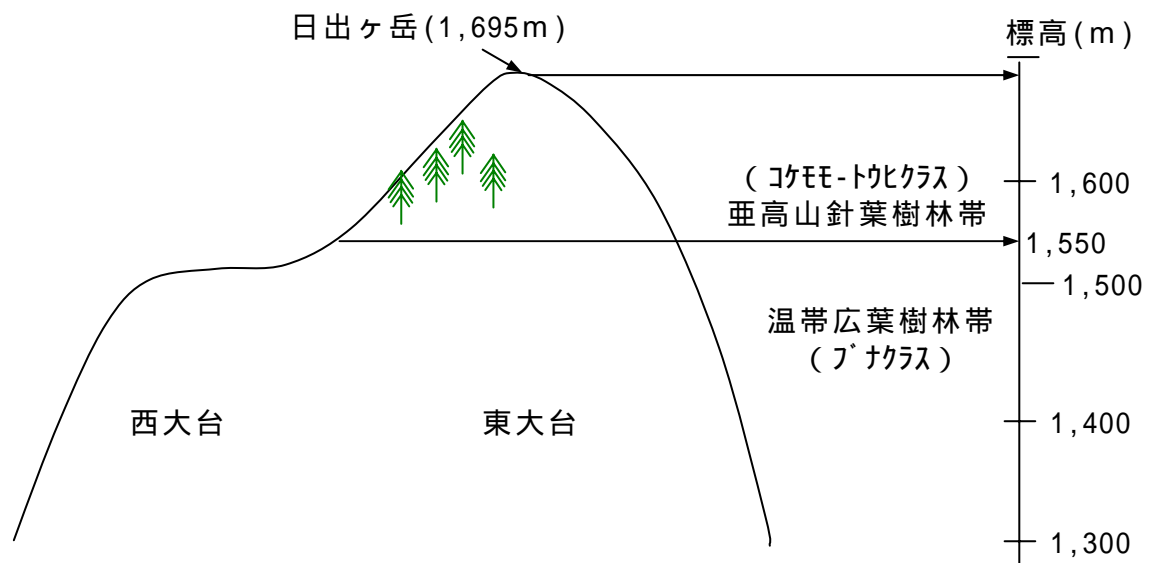 日出ヶ岳(1,695m)
標高(m)
(ｺｹﾓﾓ-ﾄｳﾋｸﾗｽ)
亜高山針葉樹林帯
1,600
1,550
1,500
温帯広葉樹林帯
(ﾌﾞﾅｸﾗｽ)
西大台
東大台
1,400
1,300